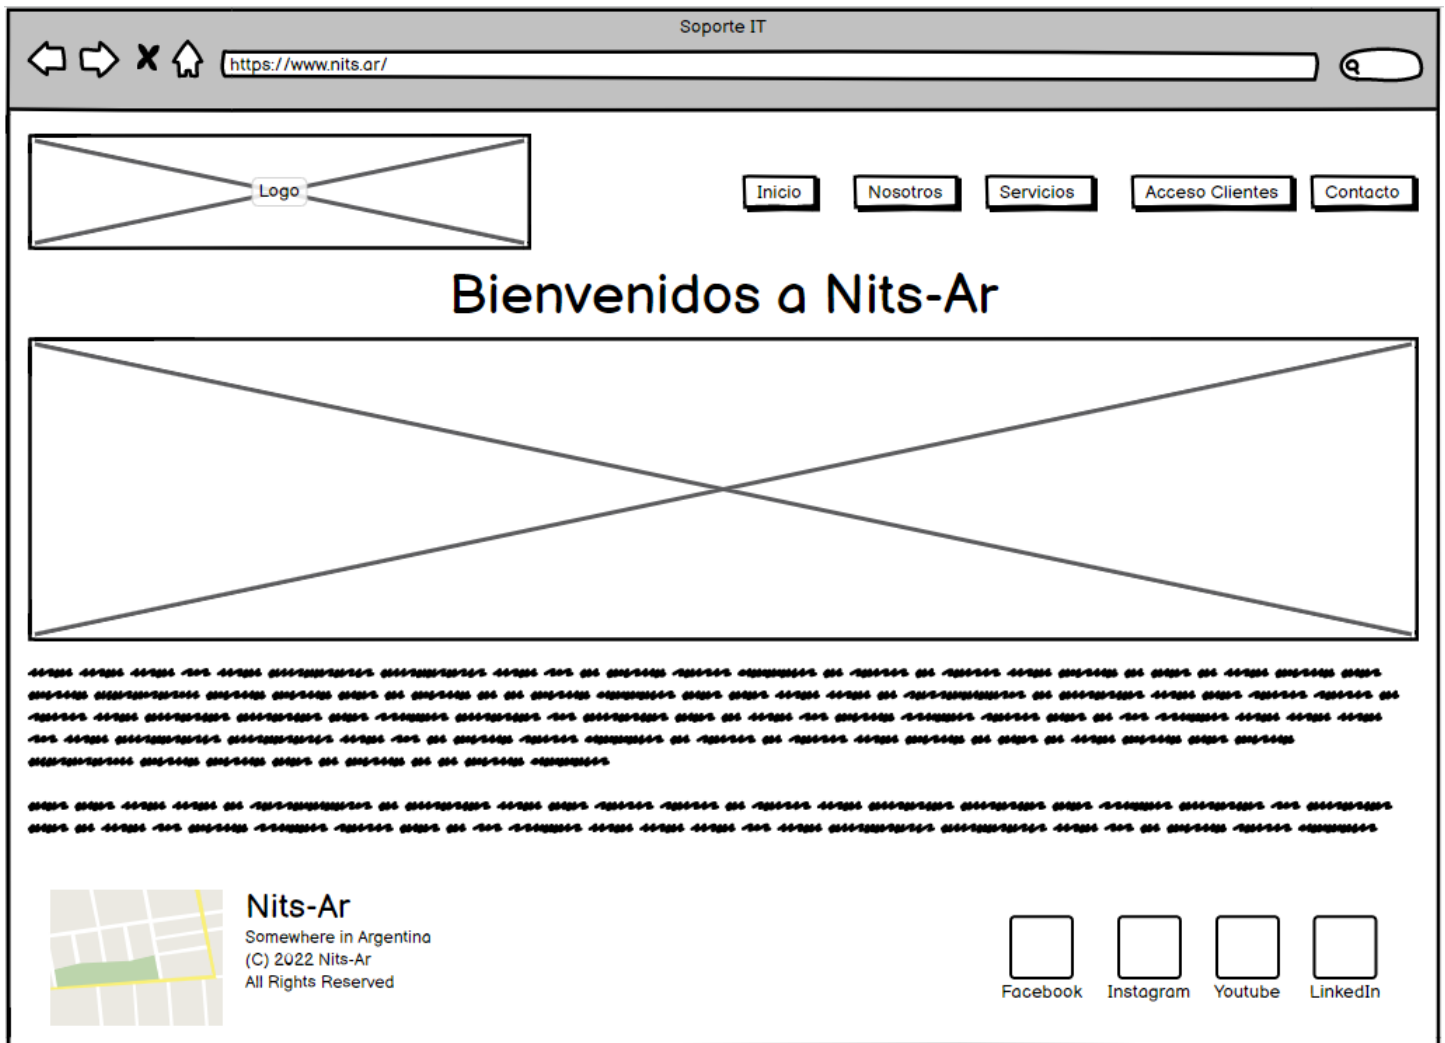 Soporte IT
https://www.nits.ar/
Logo
Inicio
Nosotros
Servicios
Acceso Clientes
Contacto
Bienvenidos a Nits-Ar
Nits-Ar
Somewhere in Argentina
(C) 2022 Nits-Ar
All Rights Reserved
Facebook
Instagram
Youtube
LinkedIn